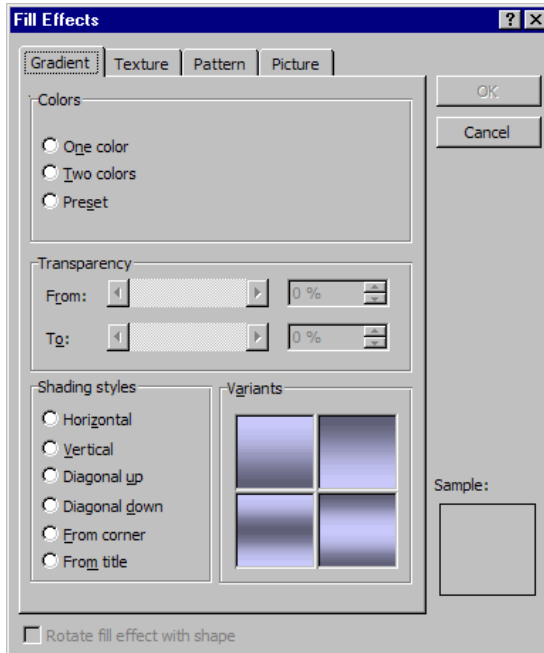 Fill Effects
Gradient Texture Pattern Picture
OK
Cancel
Colors
One color
Two colors
Preset
Transparency
From: 0 %
To: 0 %
Shading styles
Horizontal
Vertical
Diagonal up
Diagonal down
From corner
From title
Variants
Sample:
Rotate fill effect with shape